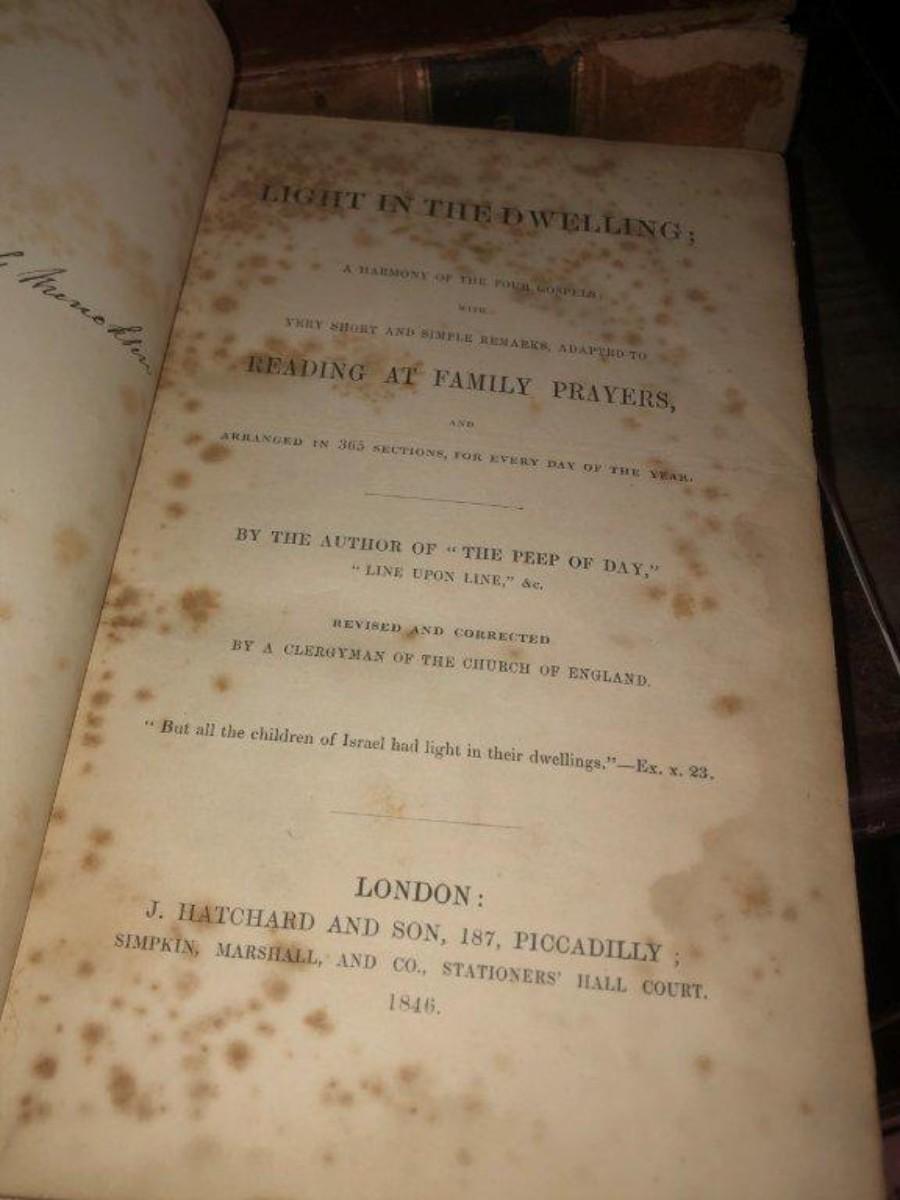 LIGHT IN THE DWELLING;
A HARMONY OF THE FOUR GOSPELS;
WITH
VERY SHORT AND SIMPLE REMARKS, ADAPTED TO
READING AT FAMILY PRAYERS,
AND
ARRANGED IN 365 SECTIONS, FOR EVERY DAY OF THE YEAR.
BY THE AUTHOR OF "THE PEEP OF DAY,"
"LINE UPON LINE," &c.
REVISED AND CORRECTED
BY A CLERGYMAN OF THE CHURCH OF ENGLAND.
"But all the children of Israel had light in their dwellings."—Ex. x. 23.
LONDON:
J. HATCHARD AND SON, 187, PICCADILLY;
SIMPKIN, MARSHALL, AND CO., STATIONERS' HALL COURT.
1846.